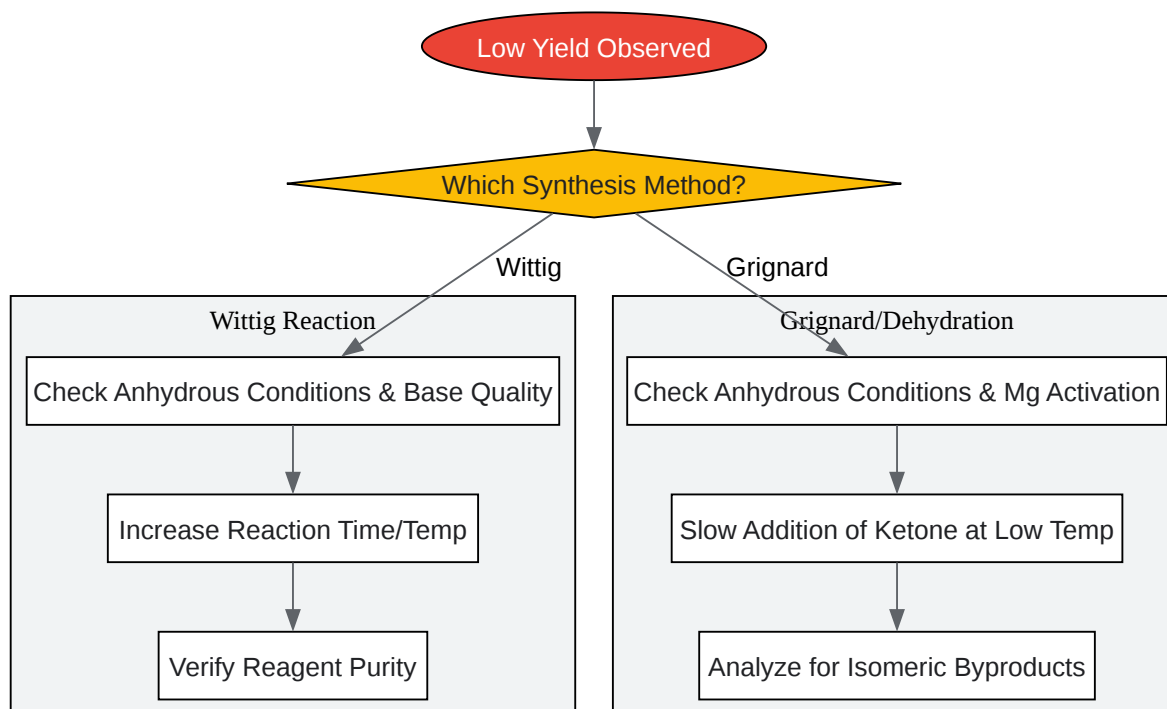 Low Yield Observed
Which Synthesis Method?
Wittig
Grignard
Wittig Reaction
Check Anhydrous Conditions & Base Quality
Increase Reaction Time/Temp
Verify Reagent Purity
Grignard/Dehydration
Check Anhydrous Conditions & Mg Activation
Slow Addition of Ketone at Low Temp
Analyze for Isomeric Byproducts